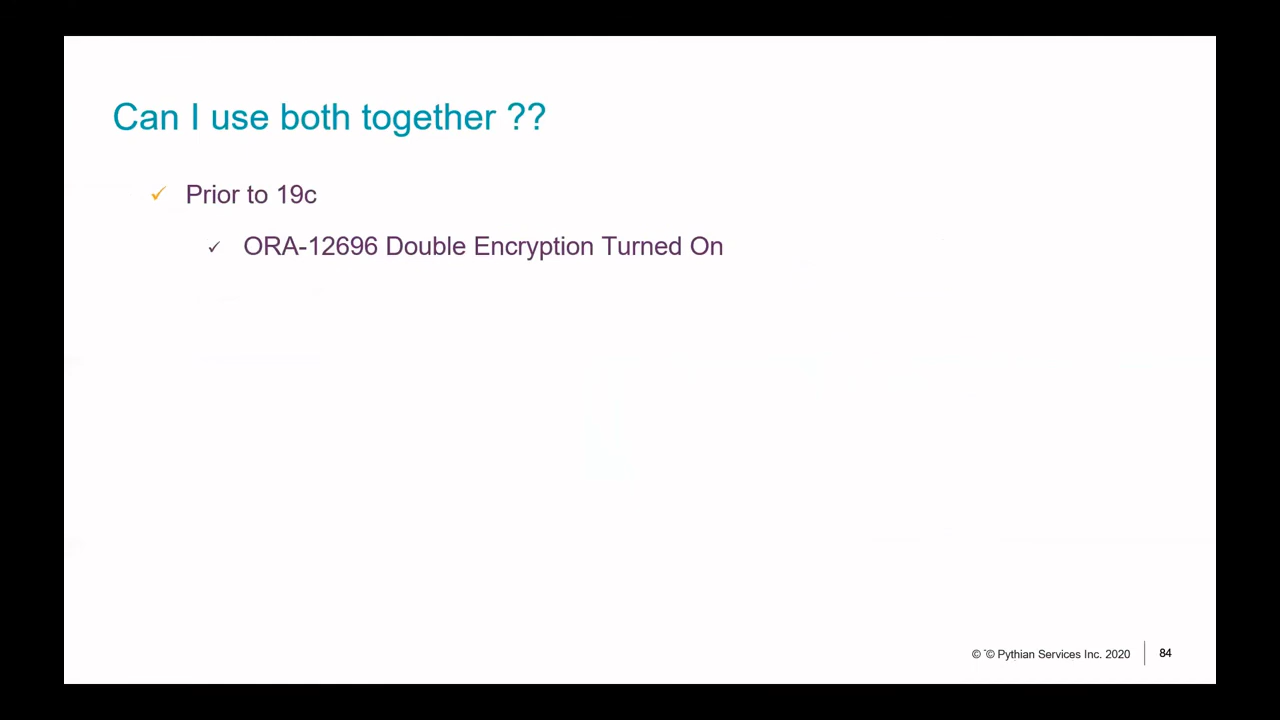 Can I use both together ??
Prior to 19c
ORA-12696 Double Encryption Turned On
© ¨© Pythian Services Inc. 2020
84